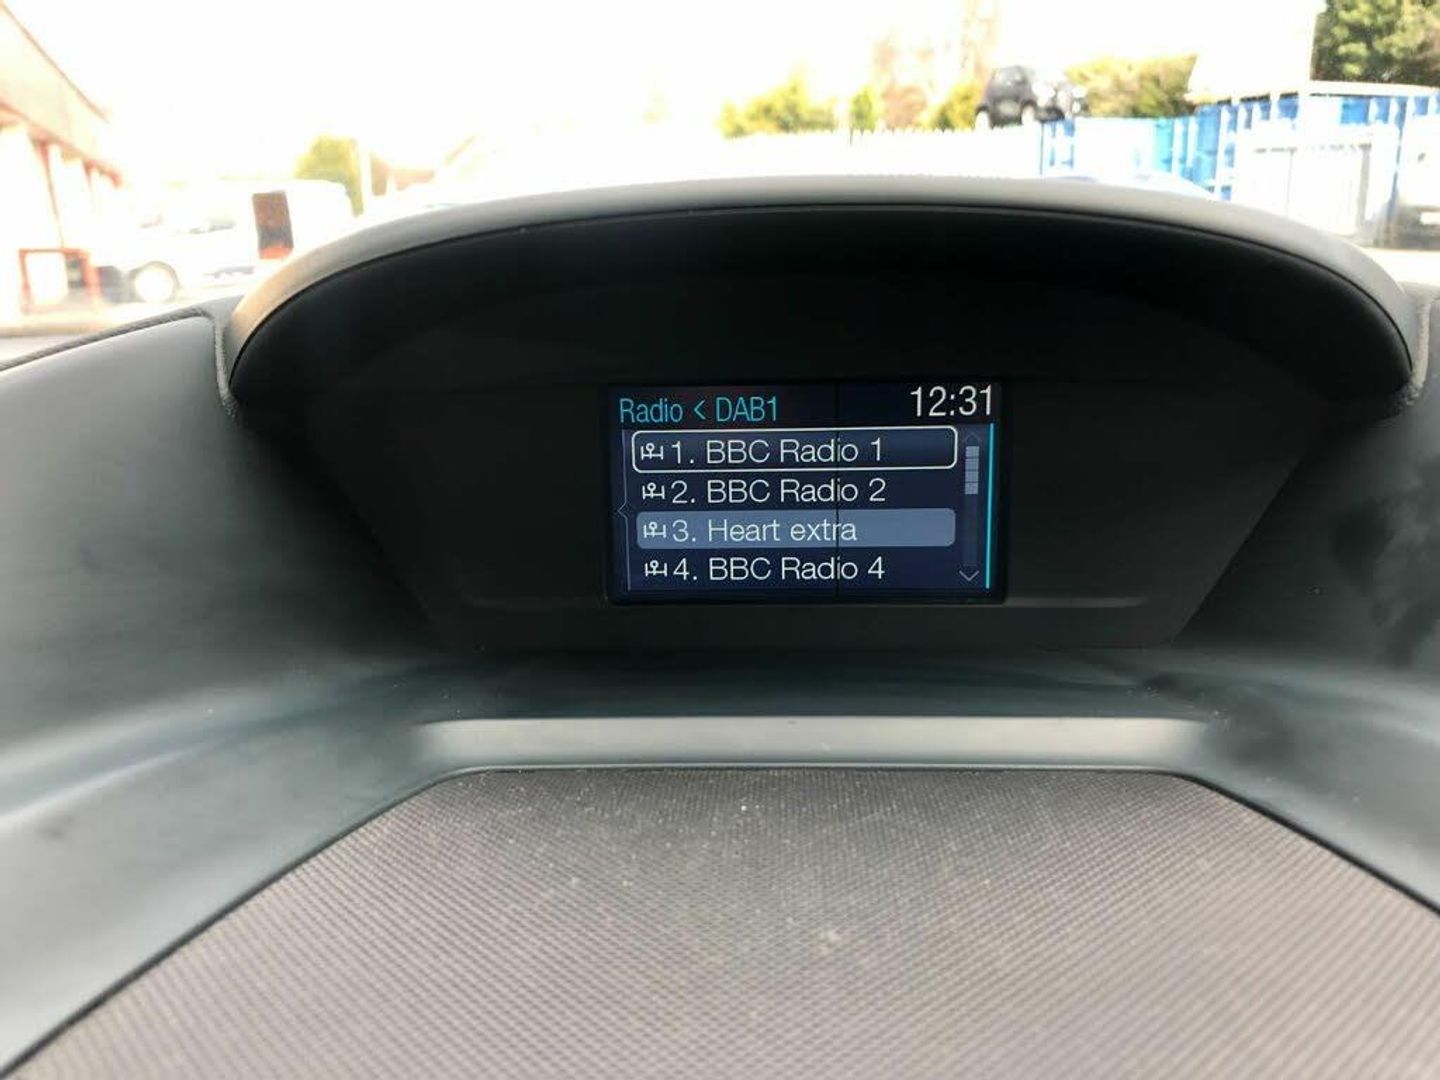 Radio < DAB1 12:31
1. BBC Radio 1
2. BBC Radio 2
3. Heart extra
4. BBC Radio 4